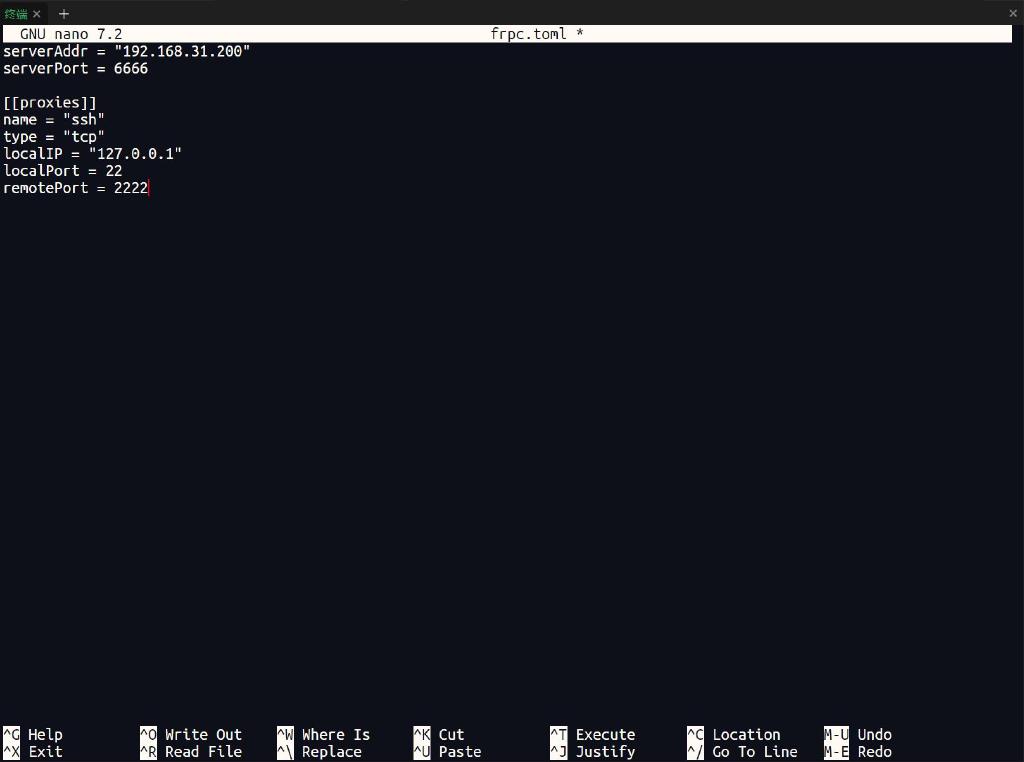 终端 × + ×
GNU nano 7.2 frpc.toml *
serverAddr = "192.168.31.200"
serverPort = 6666
[[proxies]]
name = "ssh"
type = "tcp"
localIP = "127.0.0.1"
localPort = 22
remotePort = 2222
^G Help ^O Write Out ^W Where Is ^K Cut ^T Execute ^C Location M-U Undo
^X Exit ^R Read File ^\ Replace ^U Paste ^J Justify ^/ Go To Line M-E Redo